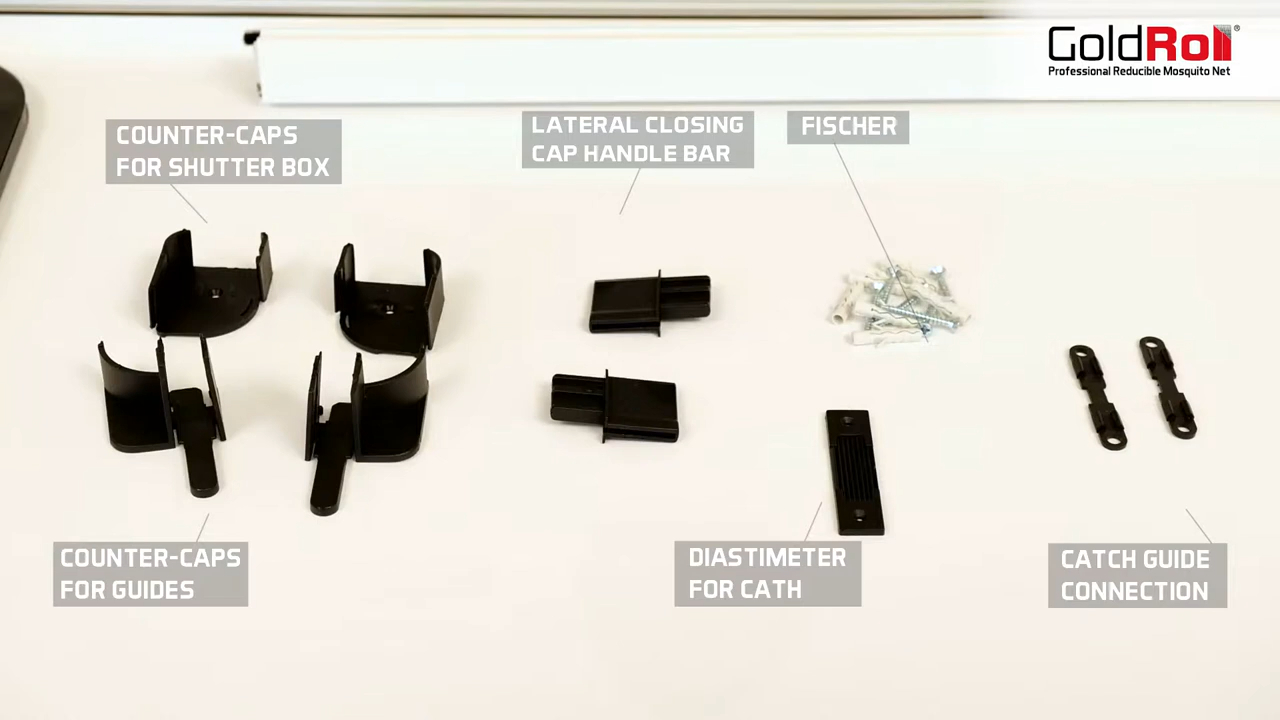 GoldRoll®
Professional Reducible Mosquito Net
COUNTER-CAPS
FOR SHUTTER BOX
LATERAL CLOSING
CAP HANDLE BAR
FISCHER
COUNTER-CAPS
FOR GUIDES
DIASTIMETER
FOR CATH
CATCH GUIDE
CONNECTION